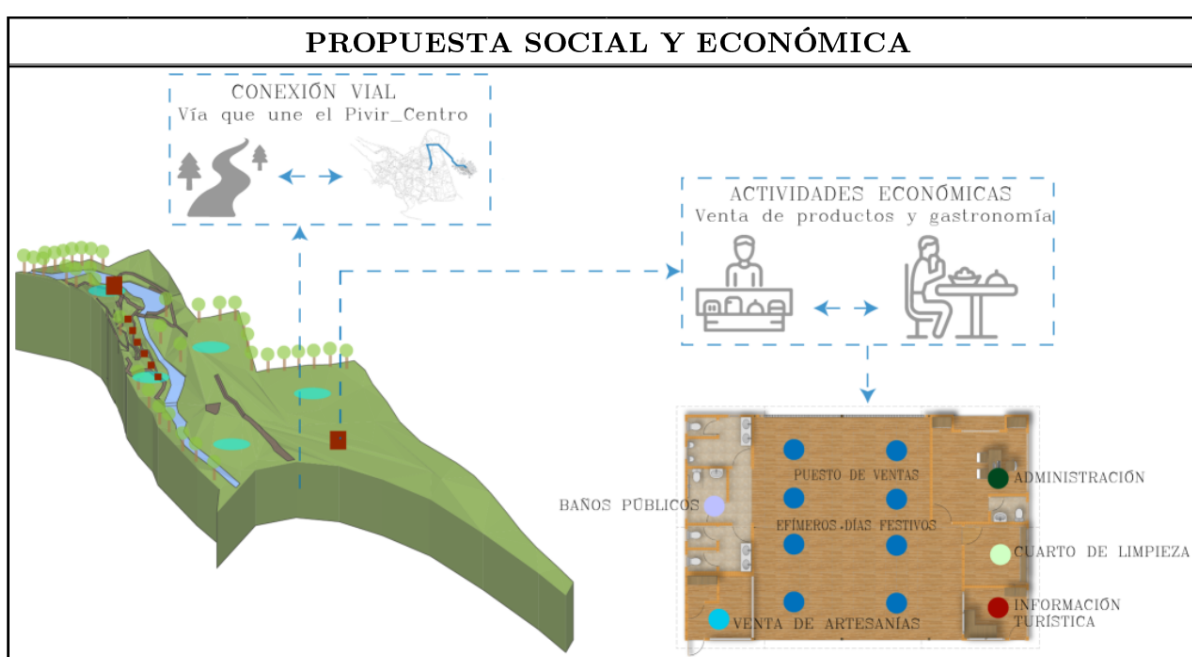 PROPUESTA SOCIAL Y ECONÓMICA
CONEXIÓN VIAL
Vía que une el Pivir_Centro
ACTIVIDADES ECONÓMICAS
Venta de productos y gastronomía
PUESTO DE VENTAS
ADMINISTRACIÓN
BAÑOS PÚBLICOS
EFÍMEROS-DÍAS FESTIVOS
CUARTO DE LIMPIEZA
INFORMACIÓN
TURÍSTICA
VENTA DE ARTESANÍAS